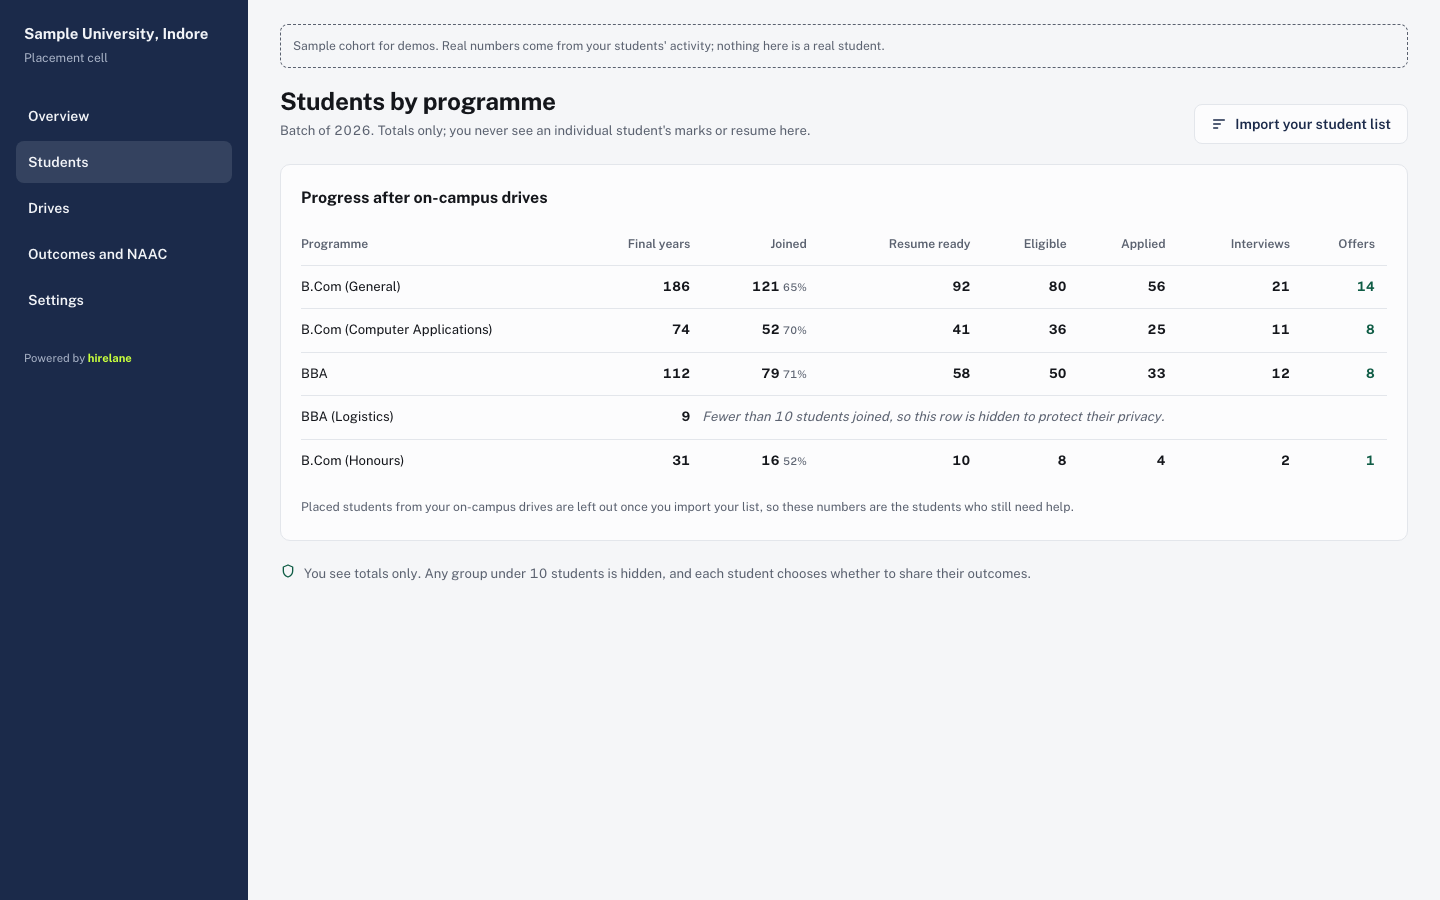 Sample University, Indore
Placement cell
Overview
Students
Drives
Outcomes and NAAC
Settings
Powered by hirelane
Sample cohort for demos. Real numbers come from your students' activity; nothing here is a real student.
Students by programme
Batch of 2026. Totals only; you never see an individual student's marks or resume here.
Import your student list
Progress after on-campus drives
Programme Final years Joined Resume ready Eligible Applied Interviews Offers
B.Com (General) 186 121 65% 92 80 56 21 14
B.Com (Computer Applications) 74 52 70% 41 36 25 11 8
BBA 112 79 71% 58 50 33 12 8
BBA (Logistics) 9 Fewer than 10 students joined, so this row is hidden to protect their privacy.
B.Com (Honours) 31 16 52% 10 8 4 2 1
Placed students from your on-campus drives are left out once you import your list, so these numbers are the students who still need help.
You see totals only. Any group under 10 students is hidden, and each student chooses whether to share their outcomes.